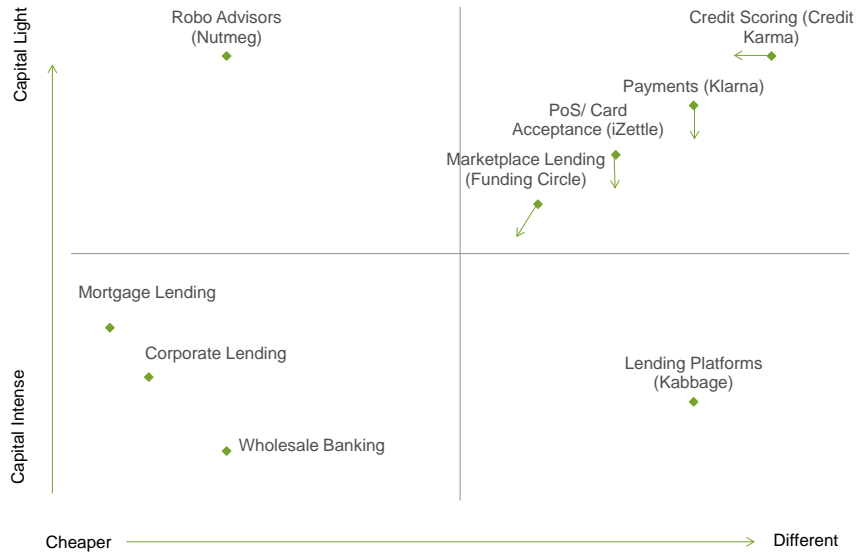 Capital Light
Robo Advisors
(Nutmeg)
Credit Scoring (Credit
Karma)
Payments (Klarna)
PoS/ Card
Acceptance (iZettle)
Marketplace Lending
(Funding Circle)
Mortgage Lending
Corporate Lending
Lending Platforms
(Kabbage)
Wholesale Banking
Capital Intense
Cheaper
Different